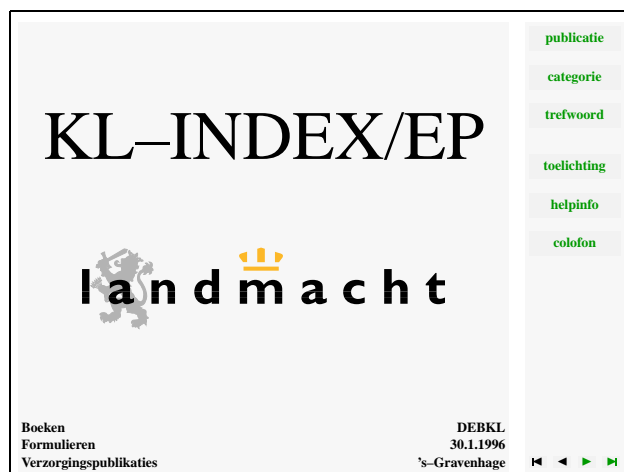 KL–INDEX/EP
landmacht
Boeken
Formulieren
Verzorgingspublikaties
DEBKL
30.1.1996
's–Gravenhage
publicatie
categorie
trefwoord
toelichting
helpinfo
colofon